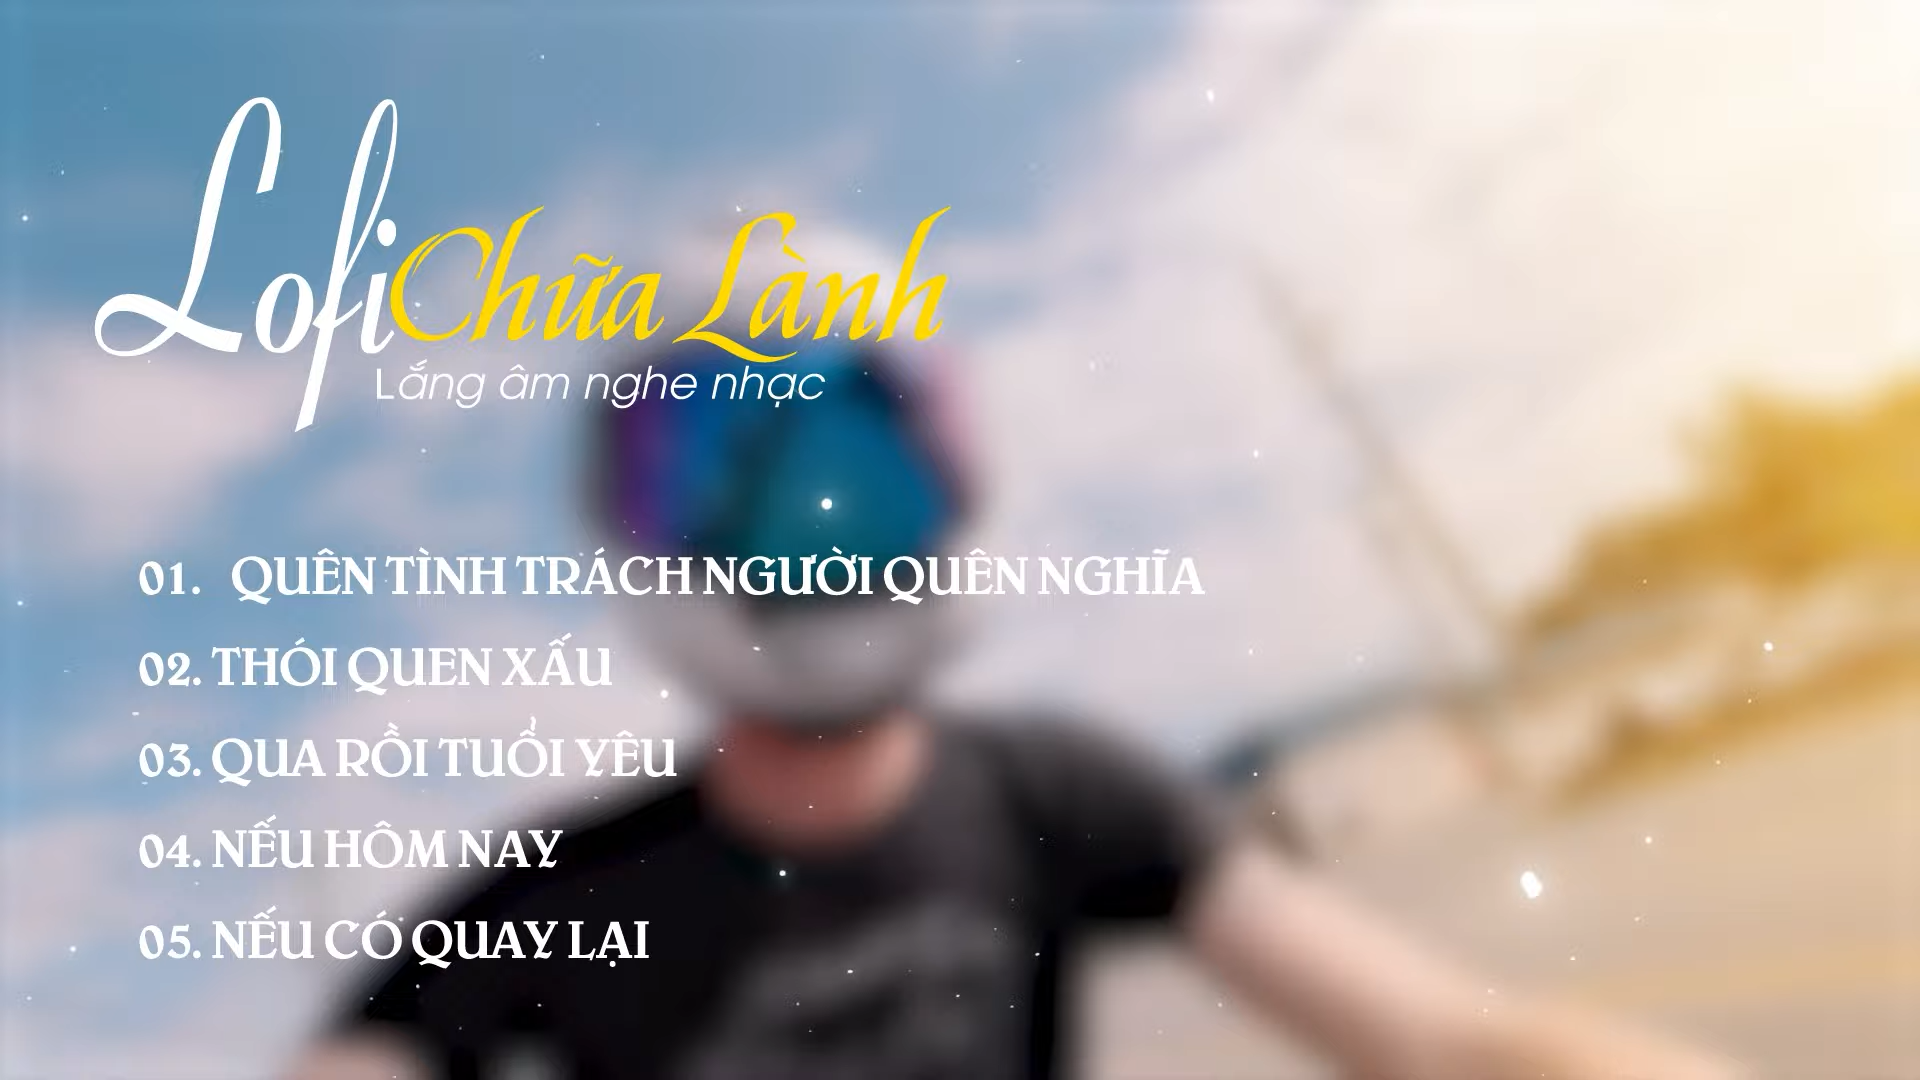 Lofi Chữa Lành
Lắng âm nghe nhạc
01. QUÊN TÌNH TRÁCH NGƯỜI QUÊN NGHĨA
02. THÓI QUEN XẤU
03. QUA RỒI TUỔI YÊU
04. NẾU HÔM NAY
05. NẾU CÓ QUAY LẠI